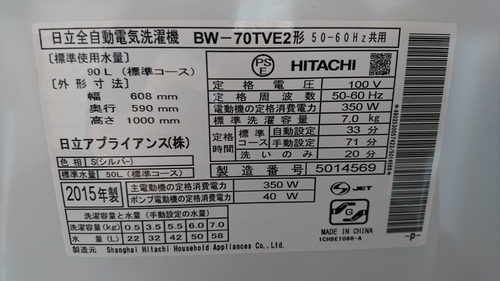 日立全自動電気洗濯機 BW-70TVE2形 50-60Hz共用
[標準使用水量]
90L (標準コース)
[外形寸法]
幅 608 mm
奥行 590 mm
高さ 1000 mm
日立アプライアンス(株)
色相 S(シルバー)
標準水量 50L(標準コース)
PS
E
HITACHI
定格電圧 100 V
定格周波数 50-60 Hz
電動機の定格消費電力 350 W
標準洗濯容量 7.0 kg
定格時間 標準コース 自動設定 33 分
手動設定 71 分
洗いのみ 20 分
製造番号 5014569
2015年製
主電動機の定格消費電力 350 W
ポンプ電動機の定格消費電力 40 W
洗濯容量と水量 (手動設定の水量)
洗濯容量(kg) 0.5 3.5 5.5 6.0 7.0
水量(L) 22 32 42 50 58
製造元 Shanghai Hitachi Household Appliances Co., Ltd.
S JET
G
MADE IN CHINA
1CHSE1086-A
-p-